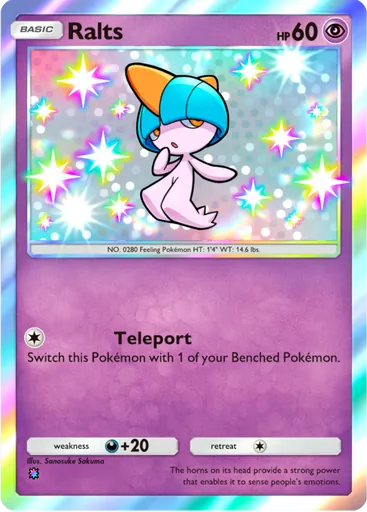 BASIC Ralts HP 60
NO. 0280 Feeling Pokémon HT: 1'4" WT: 14.6 lbs.
Teleport
Switch this Pokémon with 1 of your Benched Pokémon.
weakness +20 retreat
Illus. Sanosuke Sakuma
The horns on its head provide a strong power
that enables it to sense people's emotions.